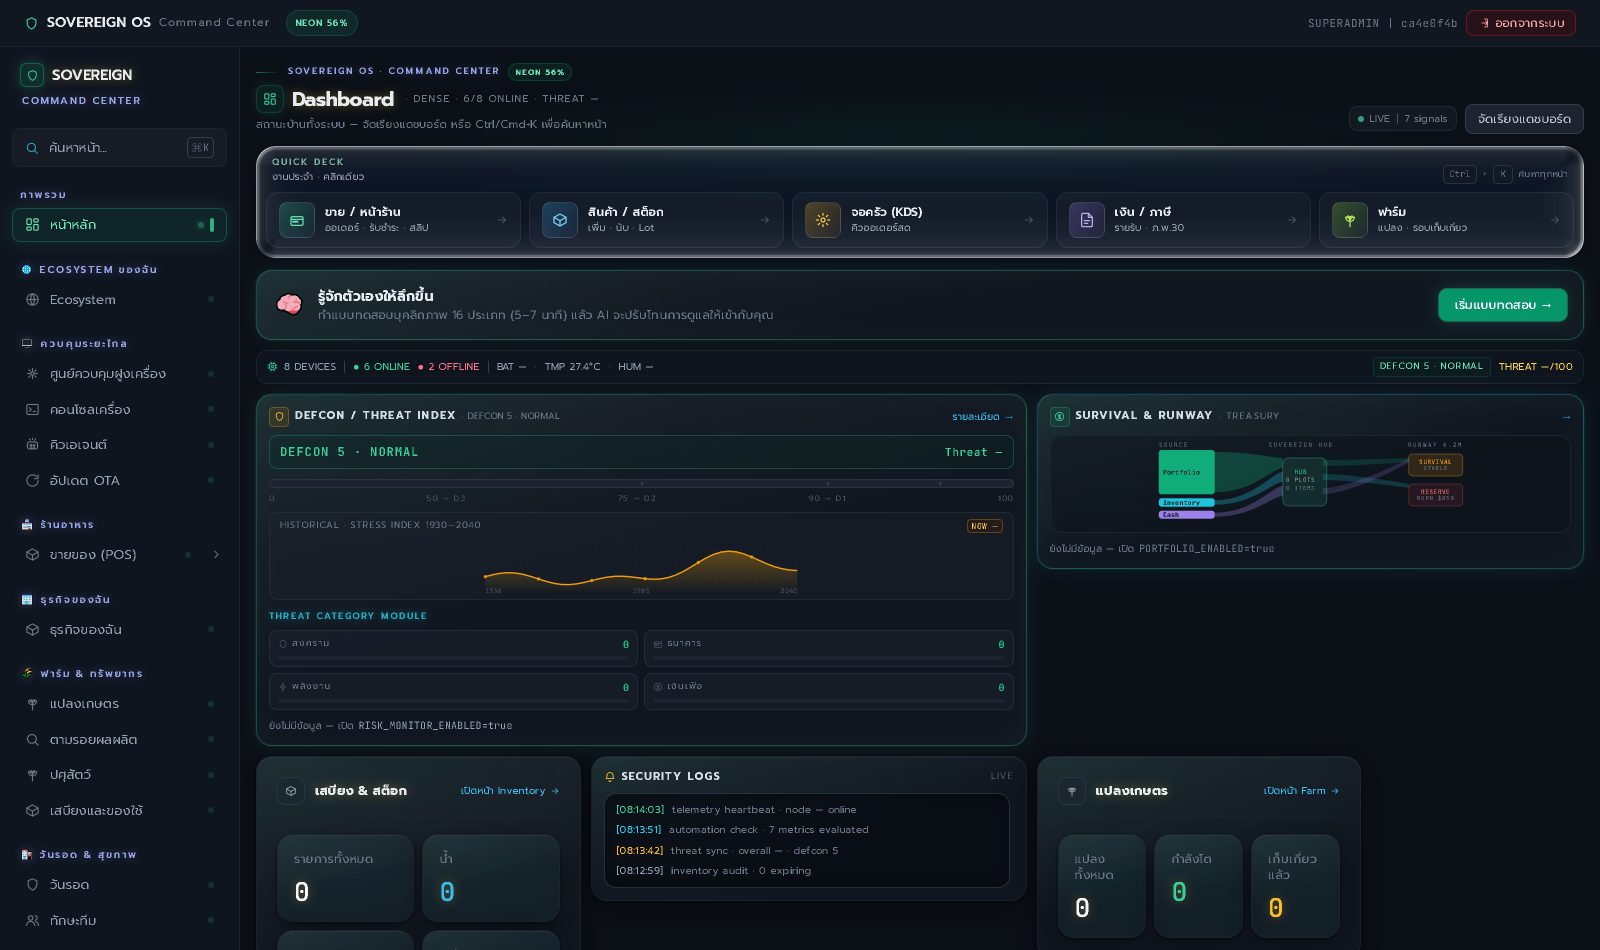 SOVEREIGN OS Command Center NEON 56%
SUPERADMIN | ca4e0f4b ออกจากระบบ
SOVEREIGN
COMMAND CENTER
ค้นหาหน้า... ⌘K
ภาพรวม
หน้าหลัก
ECOSYSTEM ของฉัน
Ecosystem
ควบคุมระยะไกล
ศูนย์ควบคุมฝูงเครื่อง
คอนโซลเครื่อง
คิวเอเจนต์
อัปเดต OTA
ร้านอาหาร
ขายของ (POS)
ธุรกิจของฉัน
ธุรกิจของฉัน
ฟาร์ม & ทรัพยากร
แปลงเกษตร
ตามรอยผลผลิต
ปศุสัตว์
เสบียงและของใช้
วันรอด & สุขภาพ
วันรอด
ทักษะทีม
SOVEREIGN OS · COMMAND CENTER NEON 56%
Dashboard · DENSE · 6/8 ONLINE · THREAT —
สถานะบ้านทั้งระบบ — จัดเรียงแดชบอร์ด หรือ Ctrl/Cmd+K เพื่อค้นหาหน้า
LIVE | 7 signals
จัดเรียงแดชบอร์ด
QUICK DECK
งานประจำ · คลิกเดียว
Ctrl + K ค้นหาทุกหน้า
ขาย / หน้าร้าน →
ออเดอร์ · รับชำระ · สลิป
สินค้า / สต็อก →
เพิ่ม · นับ · Lot
จอครัว (KDS) →
คิวออเดอร์สด
เงิน / ภาษี →
รายรับ · ภ.พ.30
ฟาร์ม →
แปลง · รอบเก็บเกี่ยว
รู้จักตัวเองให้ลึกขึ้น
ทำแบบทดสอบบุคลิกภาพ 16 ประเภท (5–7 นาที) แล้ว AI จะปรับโทนการดูแลให้เข้ากับคุณ
เริ่มแบบทดสอบ →
8 DEVICES | 6 ONLINE 2 OFFLINE | BAT — · TMP 27.4°C · HUM —
DEFCON 5 · NORMAL THREAT —/100
DEFCON / THREAT INDEX · DEFCON 5 · NORMAL รายละเอียด →
DEFCON 5 · NORMAL Threat —
0 50 → D3 75 → D2 90 → D1 100
HISTORICAL · STRESS INDEX 1930–2040 NOW —
1930 1985 2040
THREAT CATEGORY MODULE
สงคราม 0
ธนาคาร 0
พลังงาน 0
เงินเฟ้อ 0
ยังไม่มีข้อมูล — เปิด RISK_MONITOR_ENABLED=true
SURVIVAL & RUNWAY · TREASURY →
SOURCE SOVEREIGN HUB RUNWAY 6.2M
Portfolio
Inventory
Cash
HUB
0 PLOTS
0 ITEMS
SURVIVAL
STABLE
RESERVE
BURN $850
ยังไม่มีข้อมูล — เปิด PORTFOLIO_ENABLED=true
เสบียง & สต็อก เปิดหน้า Inventory →
รายการทั้งหมด
0
น้ำ
0
SECURITY LOGS LIVE
[08:14:03] telemetry heartbeat · node — online
[08:13:51] automation check · 7 metrics evaluated
[08:13:42] threat sync · overall — · defcon 5
[08:12:59] inventory audit · 0 expiring
แปลงเกษตร เปิดหน้า Farm →
แปลง
ทั้งหมด
0
กำลังโต
0
เก็บเกี่ยว
แล้ว
0